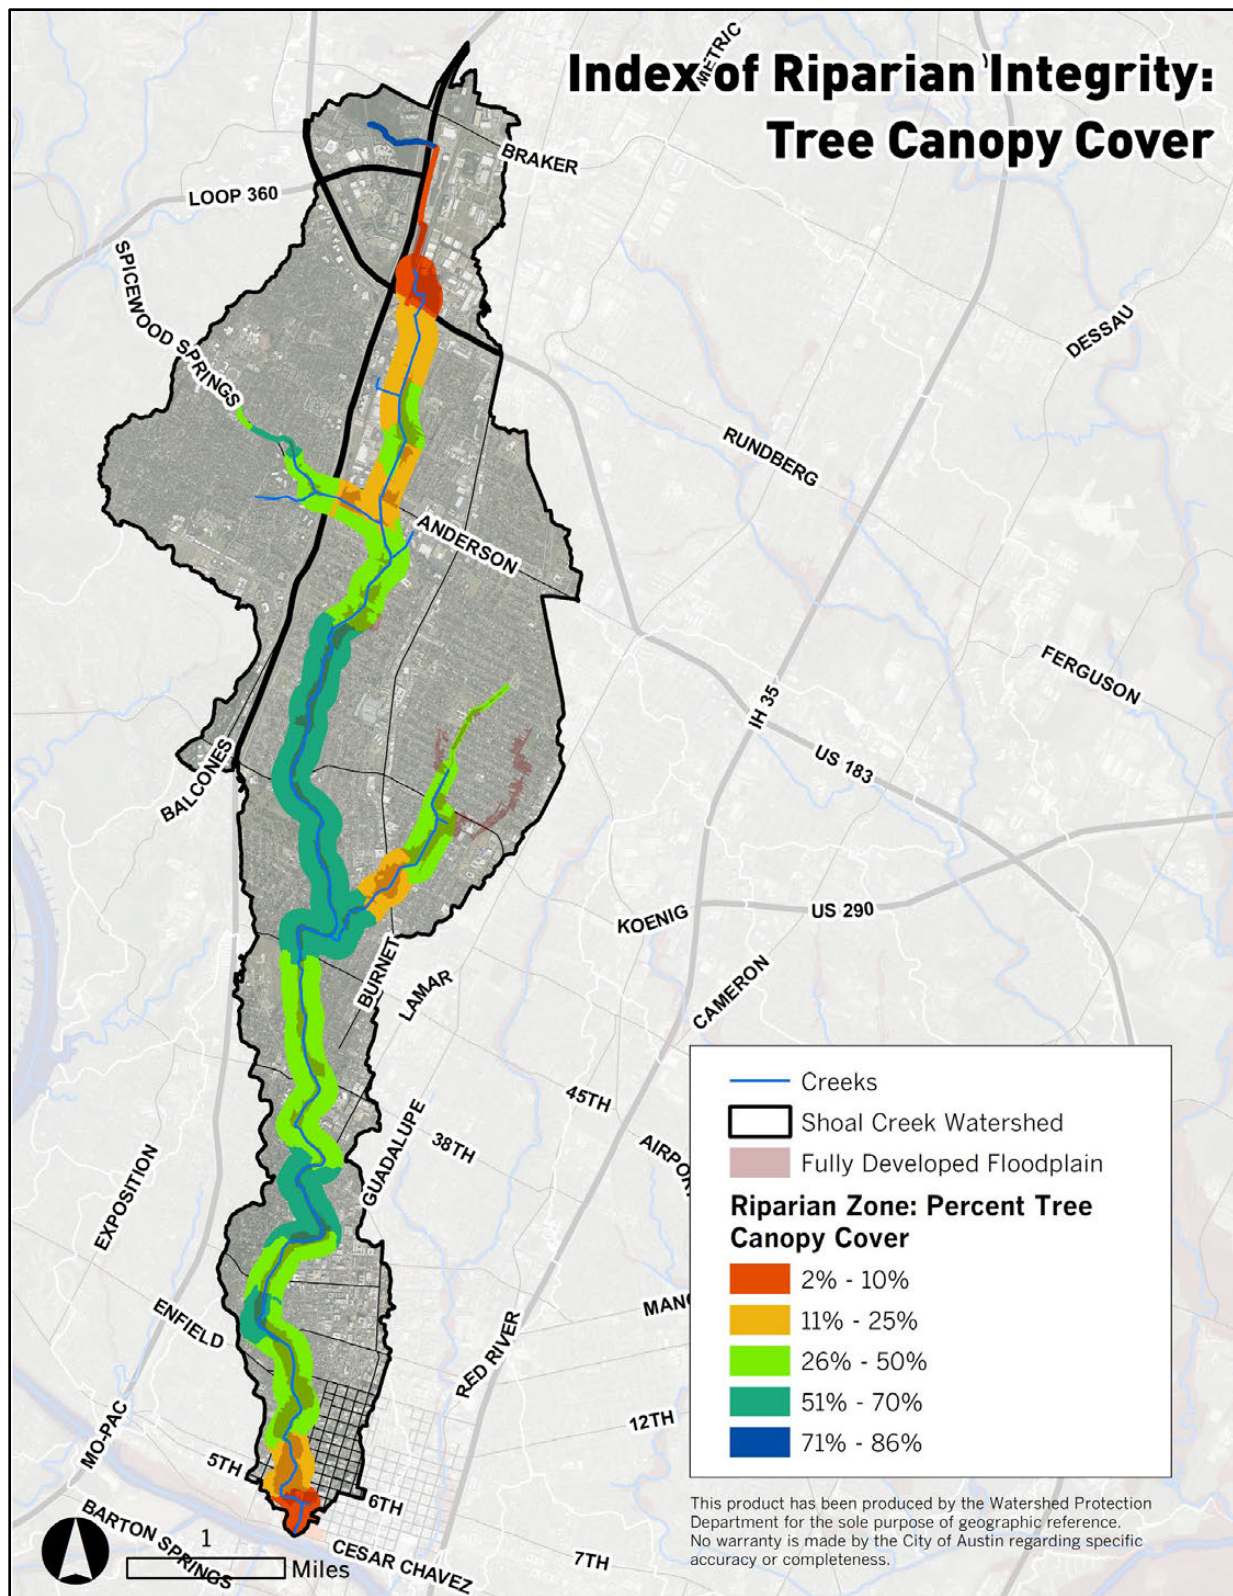 Index of Riparian Integrity:
Tree Canopy Cover
METRIC
BRAKER
LOOP 360
SPICEWOOD SPRINGS
DESSAU
RUNDBERG
ANDERSON
FERGUSON
IH 35
US 183
BALCONES
KOENIG
US 290
BURNET
LAMAR
CAMERON
45TH
38TH
GUADALUPE
AIRPOR
EXPOSITION
ENFIELD
MANO
RED RIVER
12TH
MO-PAC
5TH
6TH
BARTON SPRINGS
CESAR CHAVEZ
7TH
Creeks
Shoal Creek Watershed
Fully Developed Floodplain
Riparian Zone: Percent Tree
Canopy Cover
2% - 10%
11% - 25%
26% - 50%
51% - 70%
71% - 86%
This product has been produced by the Watershed Protection
Department for the sole purpose of geographic reference.
No warranty is made by the City of Austin regarding specific
accuracy or completeness.
1
Miles